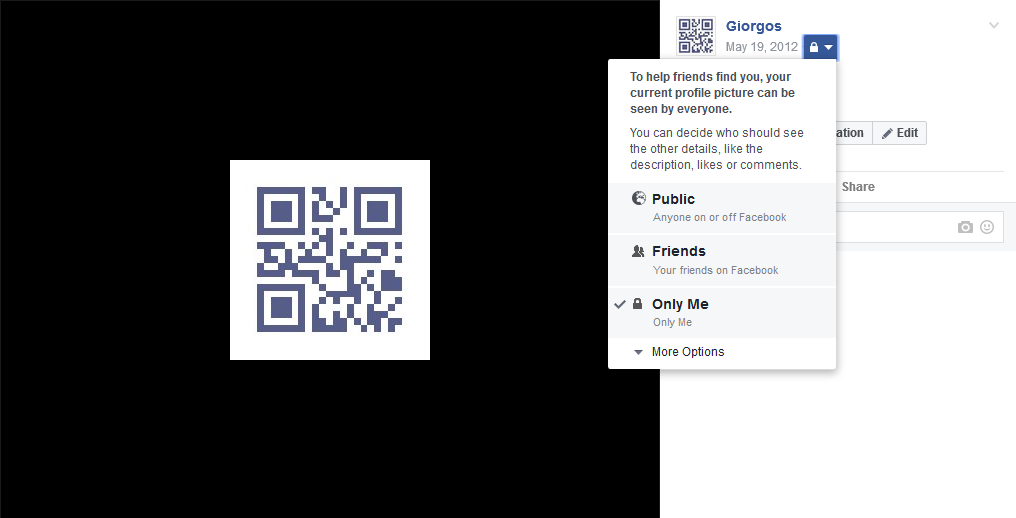 Giorgos
May 19, 2012
To help friends find you, your
current profile picture can be
seen by everyone.
You can decide who should see
the other details, like the
description, likes or comments.
ation
Edit
Public
Anyone on or off Facebook
Share
Friends
Your friends on Facebook
Only Me
Only Me
More Options